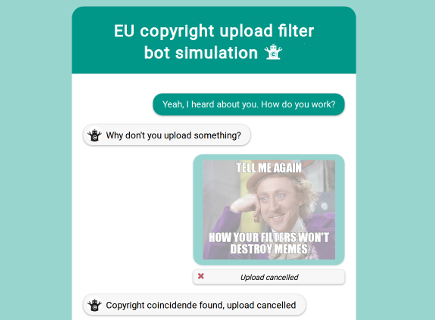 EU copyright upload filter
bot simulation
Yeah, I heard about you. How do you work?
Why don't you upload something?
TELL ME AGAIN
HOW YOUR FILTERS WON'T
DESTROY MEMES
Upload cancelled
Copyright coincidende found, upload cancelled